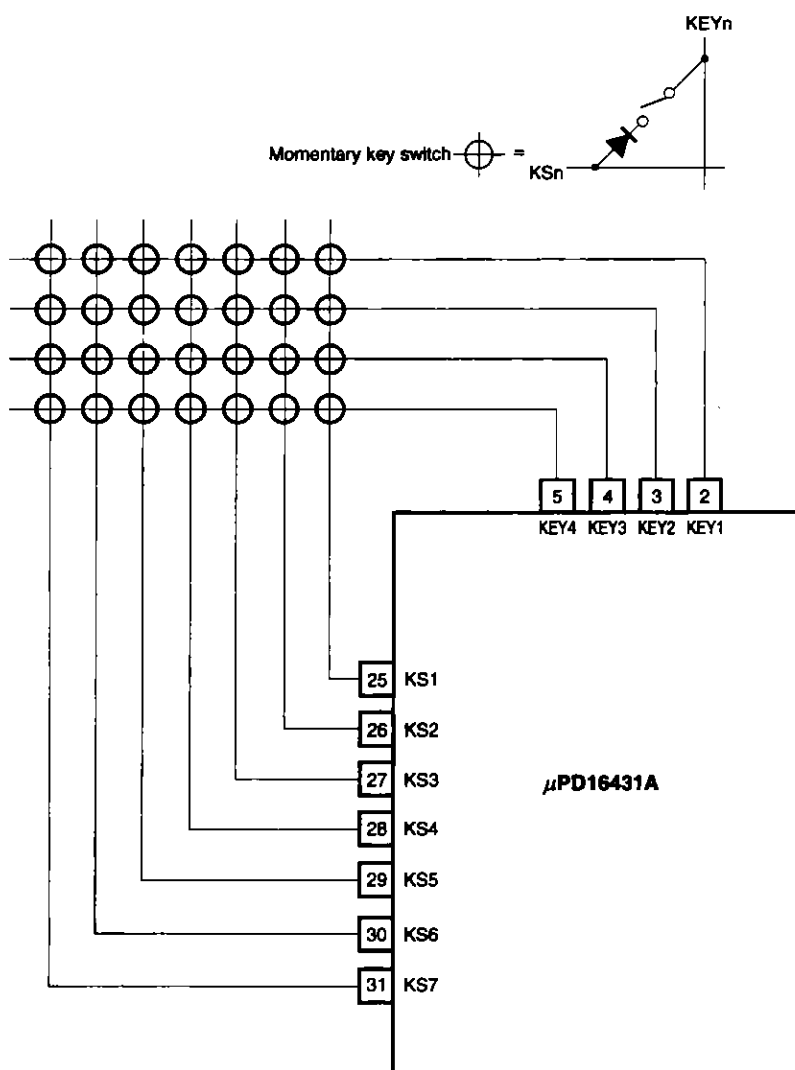 KEYn
Momentary key switch =
KSn
5 4 3 2
KEY4 KEY3 KEY2 KEY1
25 KS1
26 KS2
27 KS3
28 KS4
29 KS5
30 KS6
31 KS7
μPD16431A